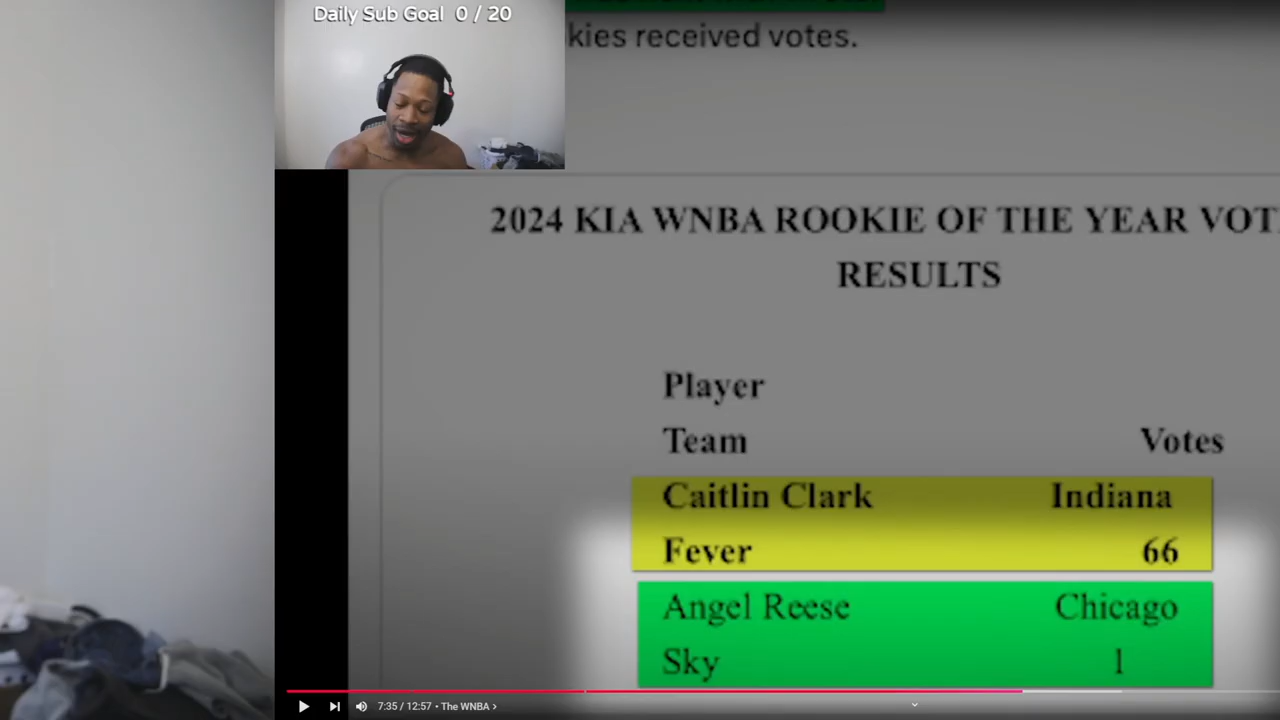 Daily Sub Goal 0 / 20
kies received votes.
2024 KIA WNBA ROOKIE OF THE YEAR VOT
RESULTS
Player
Team Votes
Caitlin Clark Indiana
Fever 66
Angel Reese Chicago
Sky 1
7:35 / 12:57 • The WNBA >